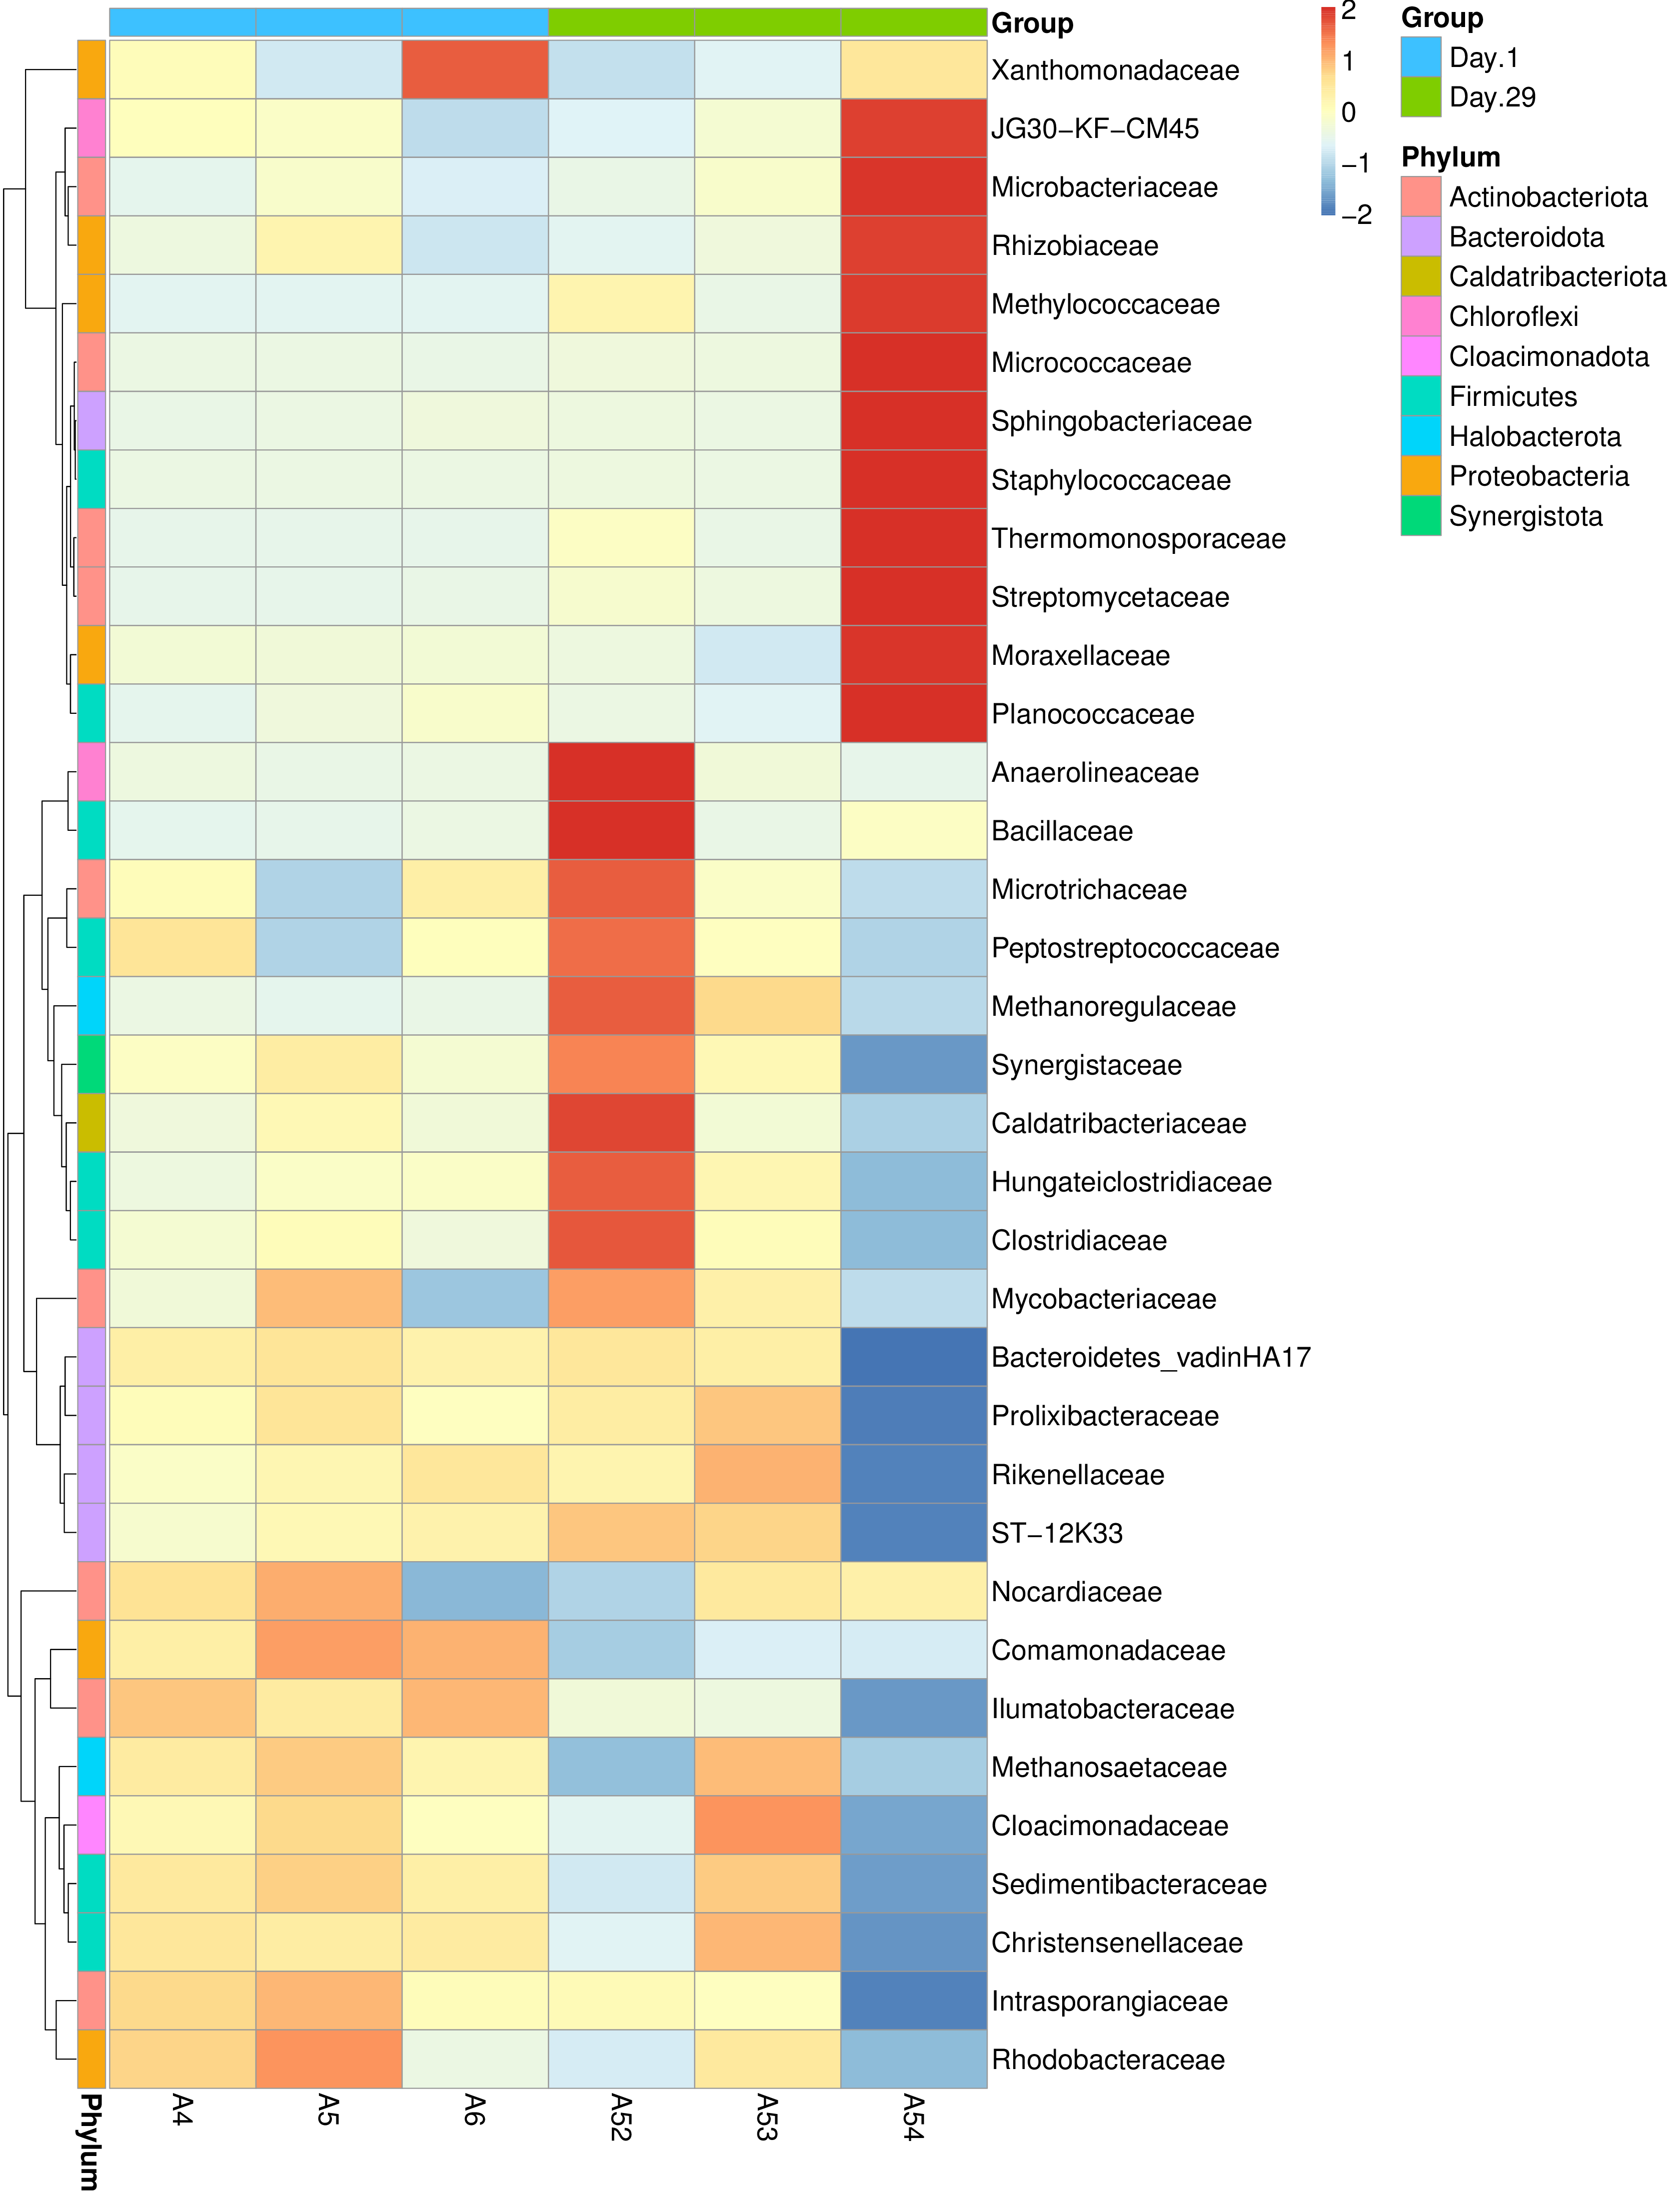 Group
Xanthomonadaceae
JG30−KF−CM45
Microbacteriaceae
Rhizobiaceae
Methylococcaceae
Micrococcaceae
Sphingobacteriaceae
Staphylococcaceae
Thermomonosporaceae
Streptomycetaceae
Moraxellaceae
Planococcaceae
Anaerolineaceae
Bacillaceae
Microtrichaceae
Peptostreptococcaceae
Methanoregulaceae
Synergistaceae
Caldatribacteriaceae
Hungateiclostridiaceae
Clostridiaceae
Mycobacteriaceae
Bacteroidetes_vadinHA17
Prolixibacteraceae
Rikenellaceae
ST−12K33
Nocardiaceae
Comamonadaceae
Ilumatobacteraceae
Methanosaetaceae
Cloacimonadaceae
Sedimentibacteraceae
Christensenellaceae
Intrasporangiaceae
Rhodobacteraceae
Phylum
A4
A5
A6
A52
A53
A54
2
1
0
−1
−2
Group
Day.1
Day.29
Phylum
Actinobacteriota
Bacteroidota
Caldatribacteriota
Chloroflexi
Cloacimonadota
Firmicutes
Halobacterota
Proteobacteria
Synergistota